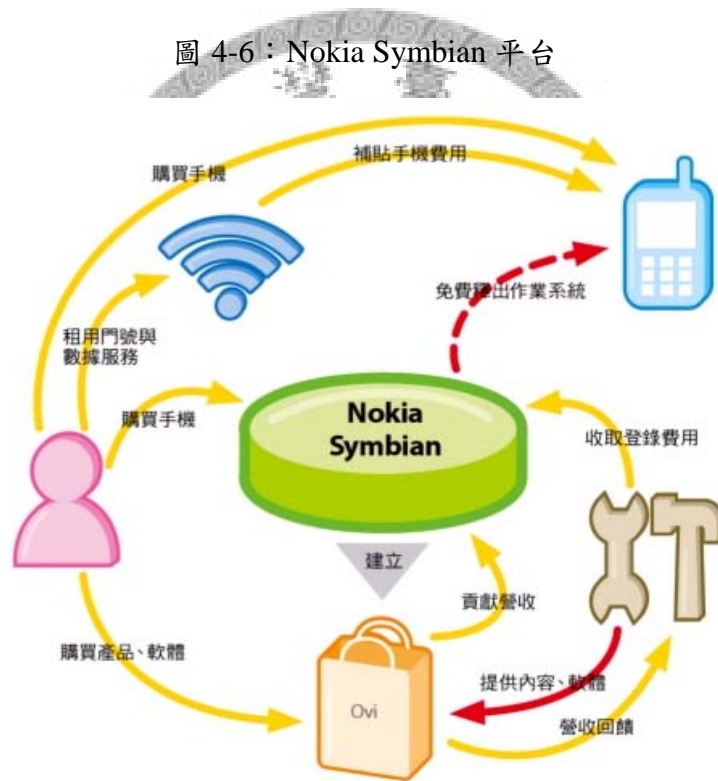 圖 4-6：Nokia Symbian 平台
購買手機
補貼手機費用
免費釋出作業系統
租用門號與
數據服務
購買手機
Nokia
Symbian
收取登錄費用
建立
貢獻營收
購買產品、軟體
Ovi
提供內容、軟體
營收回饋